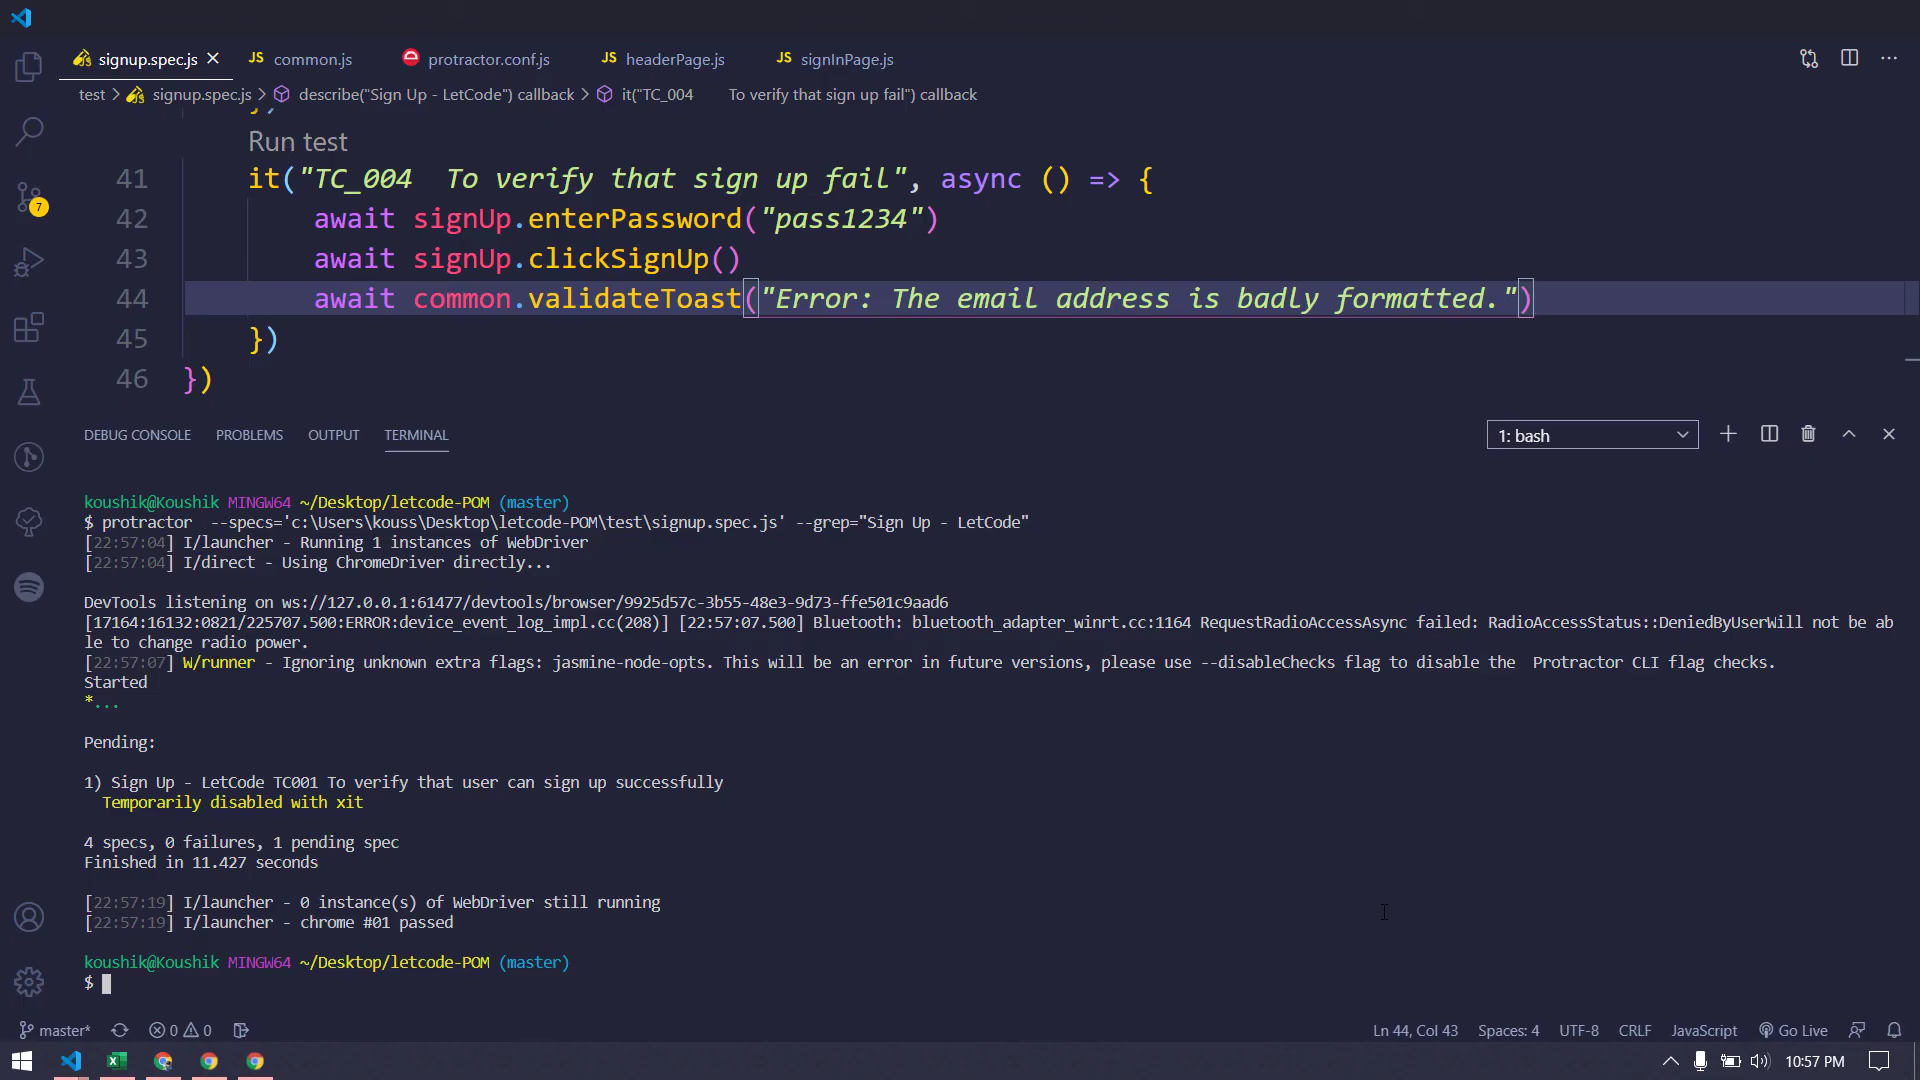 signup.spec.js
JS common.js
protractor.conf.js
JS headerPage.js
JS signInPage.js
test > signup.spec.js > describe("Sign Up - LetCode") callback > it("TC_004 To verify that sign up fail") callback
Run test
41 it("TC_004  To verify that sign up fail", async () => {
42 await signUp.enterPassword("pass1234")
43 await signUp.clickSignUp()
44 await common.validateToast("Error: The email address is badly formatted.")
45 })
46 })
7
DEBUG CONSOLE PROBLEMS OUTPUT TERMINAL
1: bash
koushik@Koushik MINGW64 ~/Desktop/letcode-POM (master)
$ protractor  --specs='c:\Users\kouss\Desktop\letcode-POM\test\signup.spec.js' --grep="Sign Up - LetCode"
[22:57:04] I/launcher - Running 1 instances of WebDriver
[22:57:04] I/direct - Using ChromeDriver directly...
DevTools listening on ws://127.0.0.1:61477/devtools/browser/9925d57c-3b55-48e3-9d73-ffe501c9aad6
[17164:16132:0821/225707.500:ERROR:device_event_log_impl.cc(208)] [22:57:07.500] Bluetooth: bluetooth_adapter_winrt.cc:1164 RequestRadioAccessAsync failed: RadioAccessStatus::DeniedByUserWill not be ab
le to change radio power.
[22:57:07] W/runner - Ignoring unknown extra flags: jasmine-node-opts. This will be an error in future versions, please use --disableChecks flag to disable the  Protractor CLI flag checks.
Started
*...
Pending:
1) Sign Up - LetCode TC001 To verify that user can sign up successfully
Temporarily disabled with xit
4 specs, 0 failures, 1 pending spec
Finished in 11.427 seconds
[22:57:19] I/launcher - 0 instance(s) of WebDriver still running
[22:57:19] I/launcher - chrome #01 passed
koushik@Koushik MINGW64 ~/Desktop/letcode-POM (master)
$
master* 0 0 Ln 44, Col 43 Spaces: 4 UTF-8 CRLF JavaScript Go Live
10:57 PM